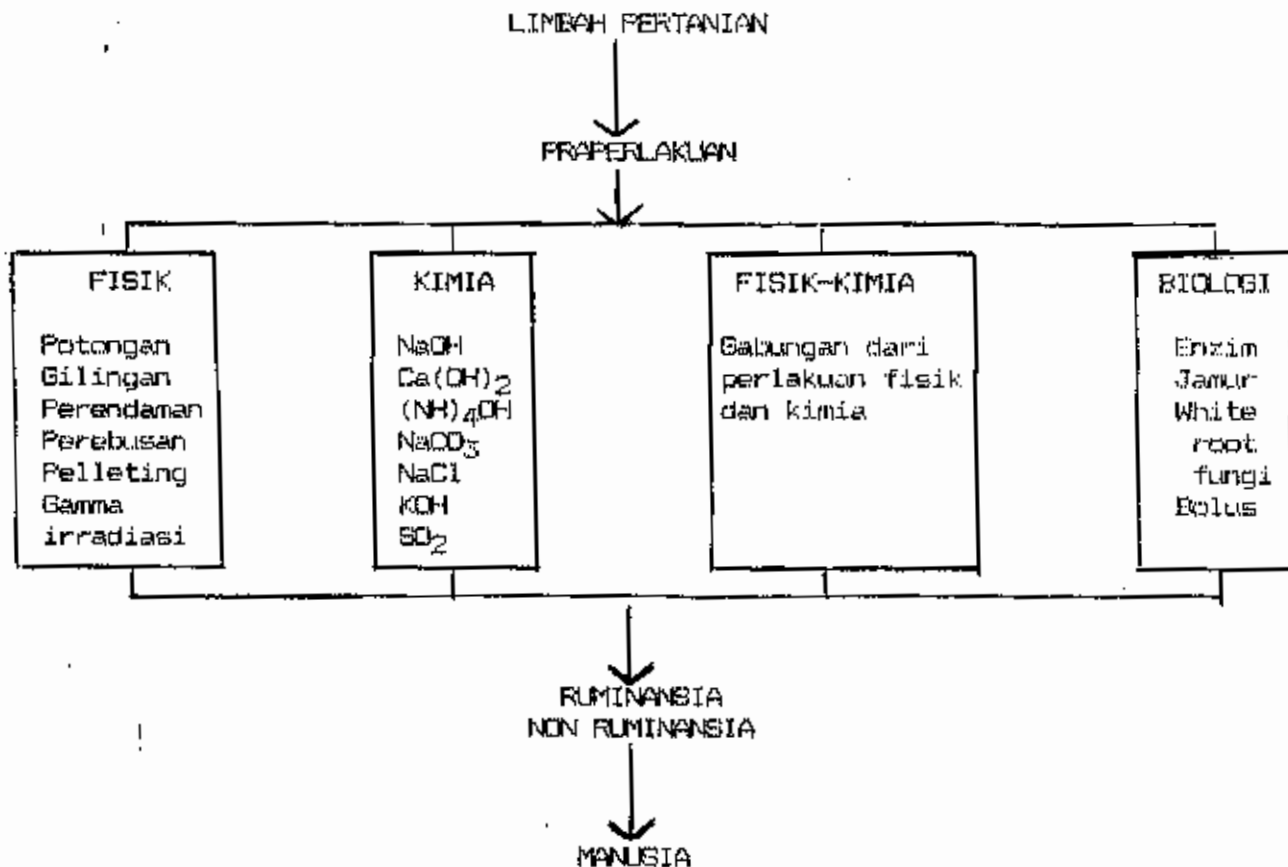 LIMBAH PERTANIAN
PRAPERLAKUAN
FISIK
Potongan
Gilingan
Perendaman
Perebusan
Pelleting
Gamma
irradiasi
KIMIA
NaOH
Ca(OH)2
(NH)4OH
NaCO3
NaCl
KOH
SO2
FISIK-KIMIA
Gabungan dari
perlakuan fisik
dan kimia
BIOLOGI
Enzim
Jamur
White
root
fungi
Bolus
RUMINANSIA
NON RUMINANSIA
MANUSIA